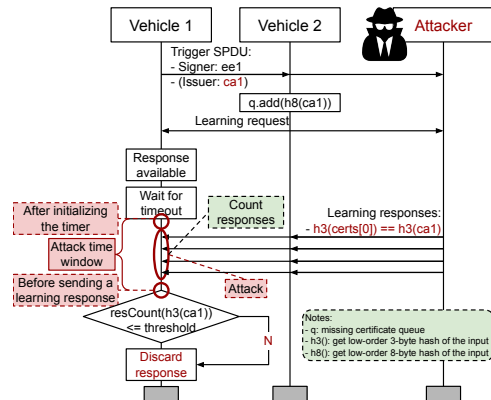 Vehicle 1
Vehicle 2
Attacker
Trigger SPDU:
- Signer: ee1
- (Issuer: ca1)
q.add(h8(ca1))
Learning request
Response
available
Wait for
timeout
After initializing
the timer
Count
responses
Learning responses:
- h3(certs[0]) == h3(ca1)
Attack time
window
Attack
Before sending a
learning response
resCount(h3(ca1))
<= threshold
N
Discard
response
Notes:
- q: missing certificate queue
- h3(): get low-order 3-byte hash of the input
- h8(): get low-order 8-byte hash of the input